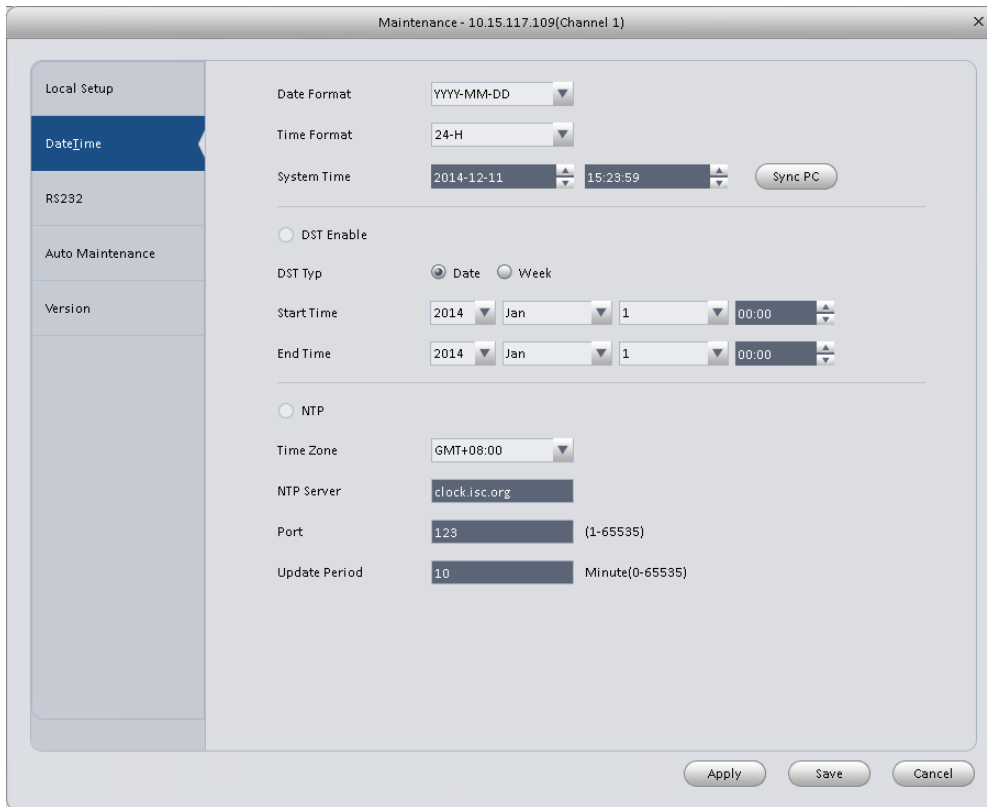 Maintenance - 10.15.117.109(Channel 1)
Local Setup
DateTime
RS232
Auto Maintenance
Version
Date Format YYYY-MM-DD
Time Format 24-H
System Time 2014-12-11 15:23:59 Sync PC
DST Enable
DST Typ Date Week
Start Time 2014 Jan 1 00:00
End Time 2014 Jan 1 00:00
NTP
Time Zone GMT+08:00
NTP Server clock.isc.org
Port 123 (1-65535)
Update Period 10 Minute(0-65535)
Apply Save Cancel